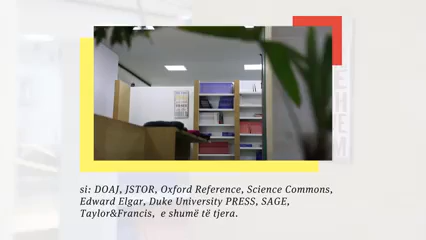 si: DOAJ, JSTOR, Oxford Reference, Science Commons,
Edward Elgar, Duke University PRESS, SAGE,
Taylor&Francis,  e shumë të tjera.